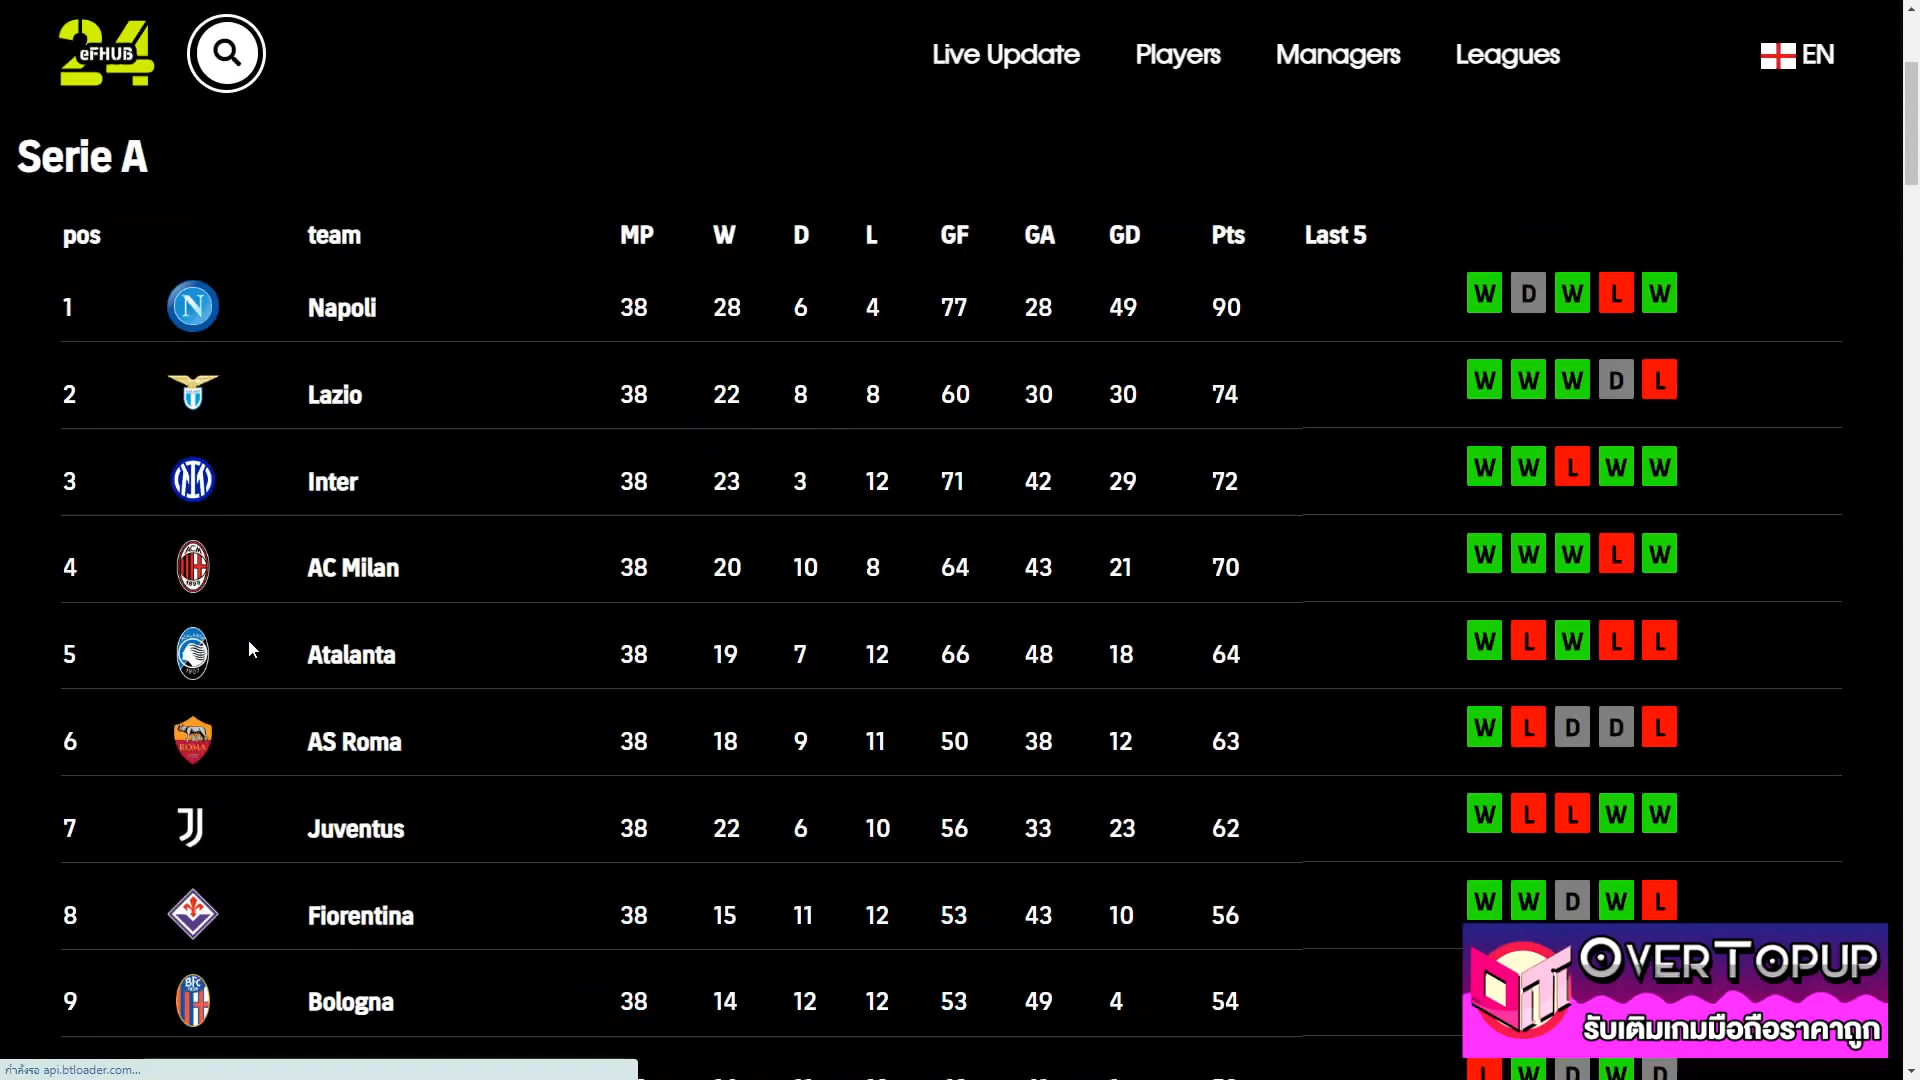 24 eFHUB
Live Update Players Managers Leagues EN
Serie A
pos team MP W D L GF GA GD Pts Last 5
1 Napoli 38 28 6 4 77 28 49 90 W D W L W
2 Lazio 38 22 8 8 60 30 30 74 W W W D L
3 Inter 38 23 3 12 71 42 29 72 W W L W W
4 AC Milan 38 20 10 8 64 43 21 70 W W W L W
5 Atalanta 38 19 7 12 66 48 18 64 W L W L L
6 AS Roma 38 18 9 11 50 38 12 63 W L D D L
7 Juventus 38 22 6 10 56 33 23 62 W L L W W
8 Fiorentina 38 15 11 12 53 43 10 56 W W D W L
9 Bologna 38 14 12 12 53 49 4 54
OVERTOPUP
รับเติมเกมมือถือราคาถูก
L W D W D
กำลังรอ api.btloader.com...